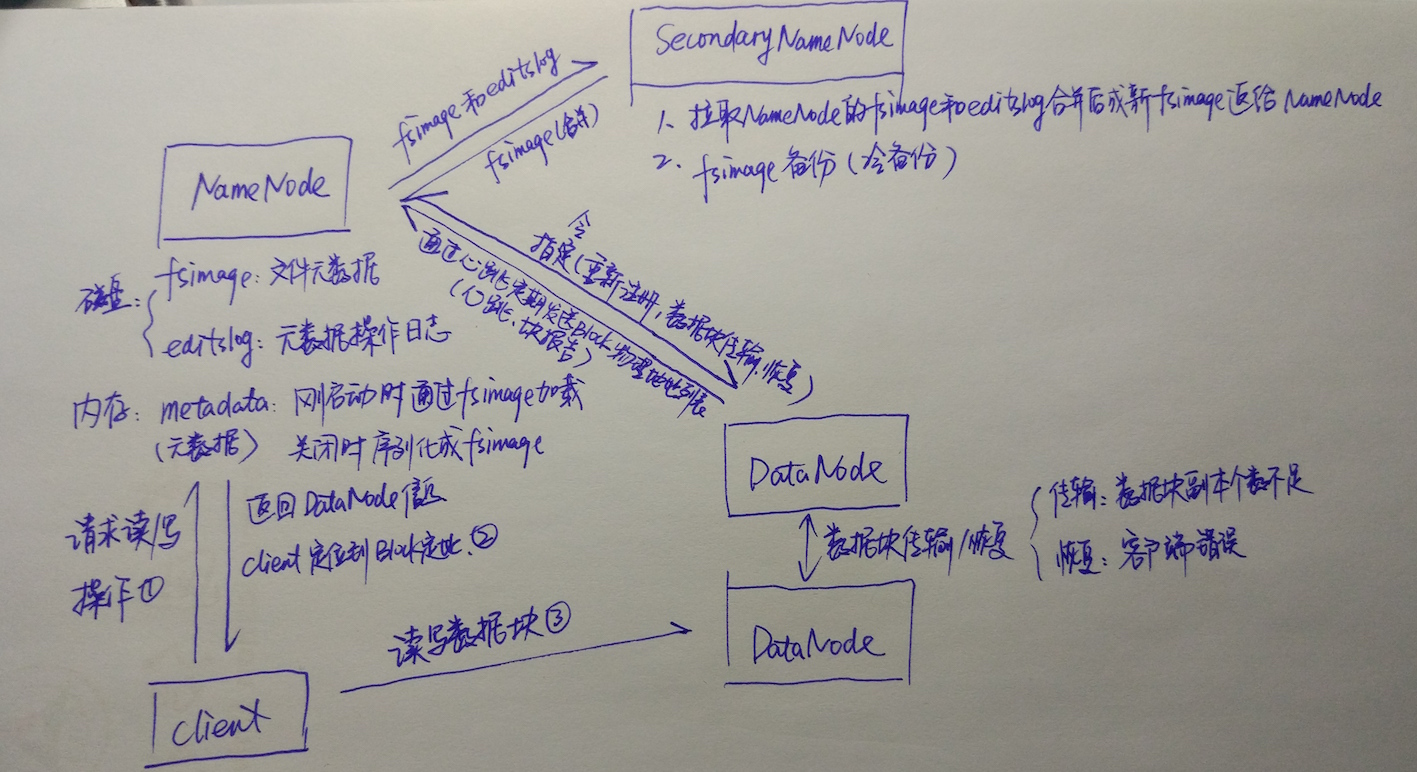 SecondaryNameNode
1、拉取NameNode的fsimage和editslog合并后成新fsimage返给NameNode
2、fsimage备份(冷备份)
fsimage和editslog
fsimage(合并)
NameNode
磁盘:
fsimage:文件元数据
editslog:元数据操作日志
内存:metadata:刚启动时通过fsimage加载
(元数据) 关闭时序列化成fsimage
令
指定(重新注册,数据块传输、恢复)
通过心跳定期发送Block物理地址列表
(心跳、块报告)
请求读/写
操作①
返回DataNode信息
client定位到Block定址.②
读写数据块③
client
DataNode
数据块传输/恢复
传输:数据块副本个数不足
恢复:客户端错误
DataNode